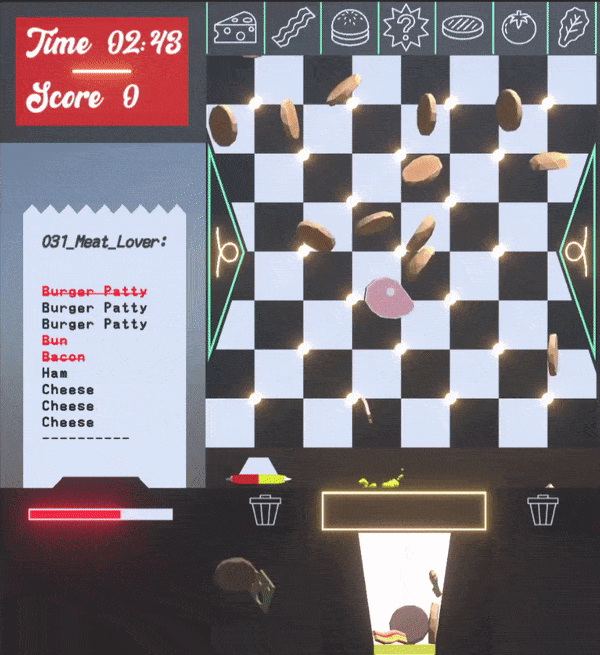 Time 02:43
Score 0
031_Meat_Lover:
Burger Patty
Burger Patty
Burger Patty
Bun
Bacon
Ham
Cheese
Cheese
Cheese
----------
?